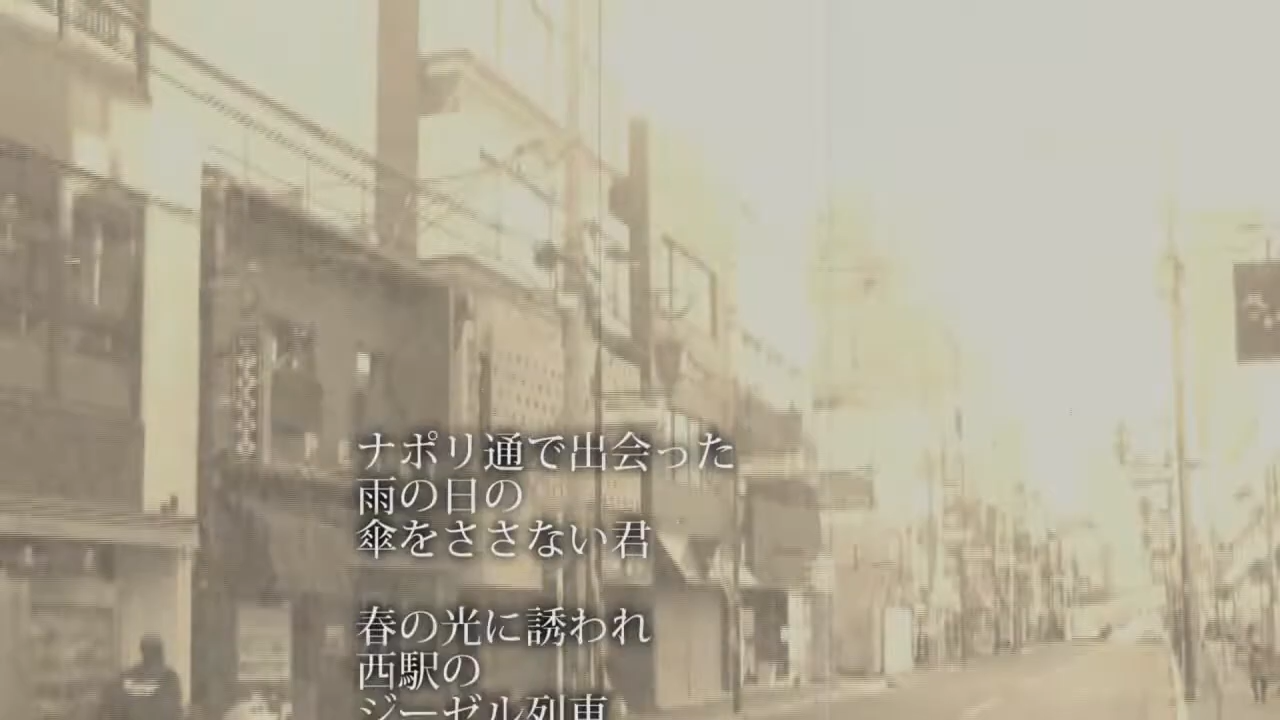 ナポリ通で出会った
雨の日の
傘をささない君
春の光に誘われ
西駅の
ジーゼル列車